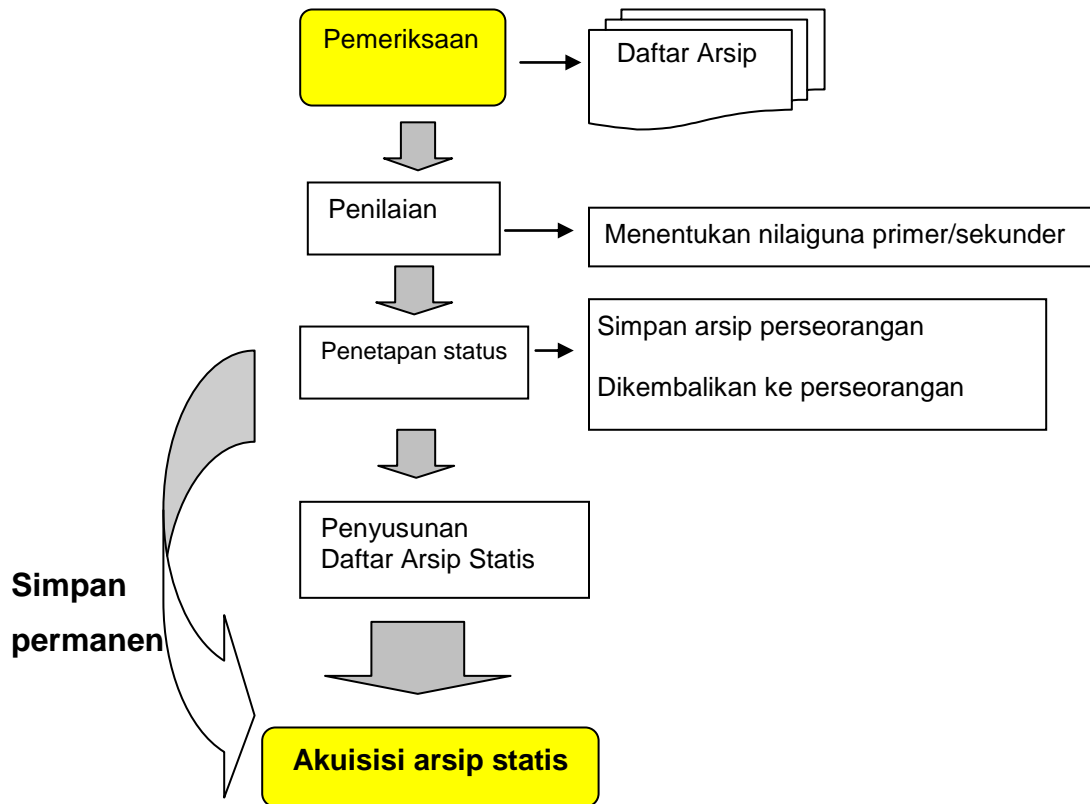 Pemeriksaan
Daftar Arsip
Penilaian
Menentukan nilaiguna primer/sekunder
Penetapan status
Simpan arsip perseorangan
Dikembalikan ke perseorangan
Penyusunan
Daftar Arsip Statis
Simpan
permanen
Akuisisi arsip statis